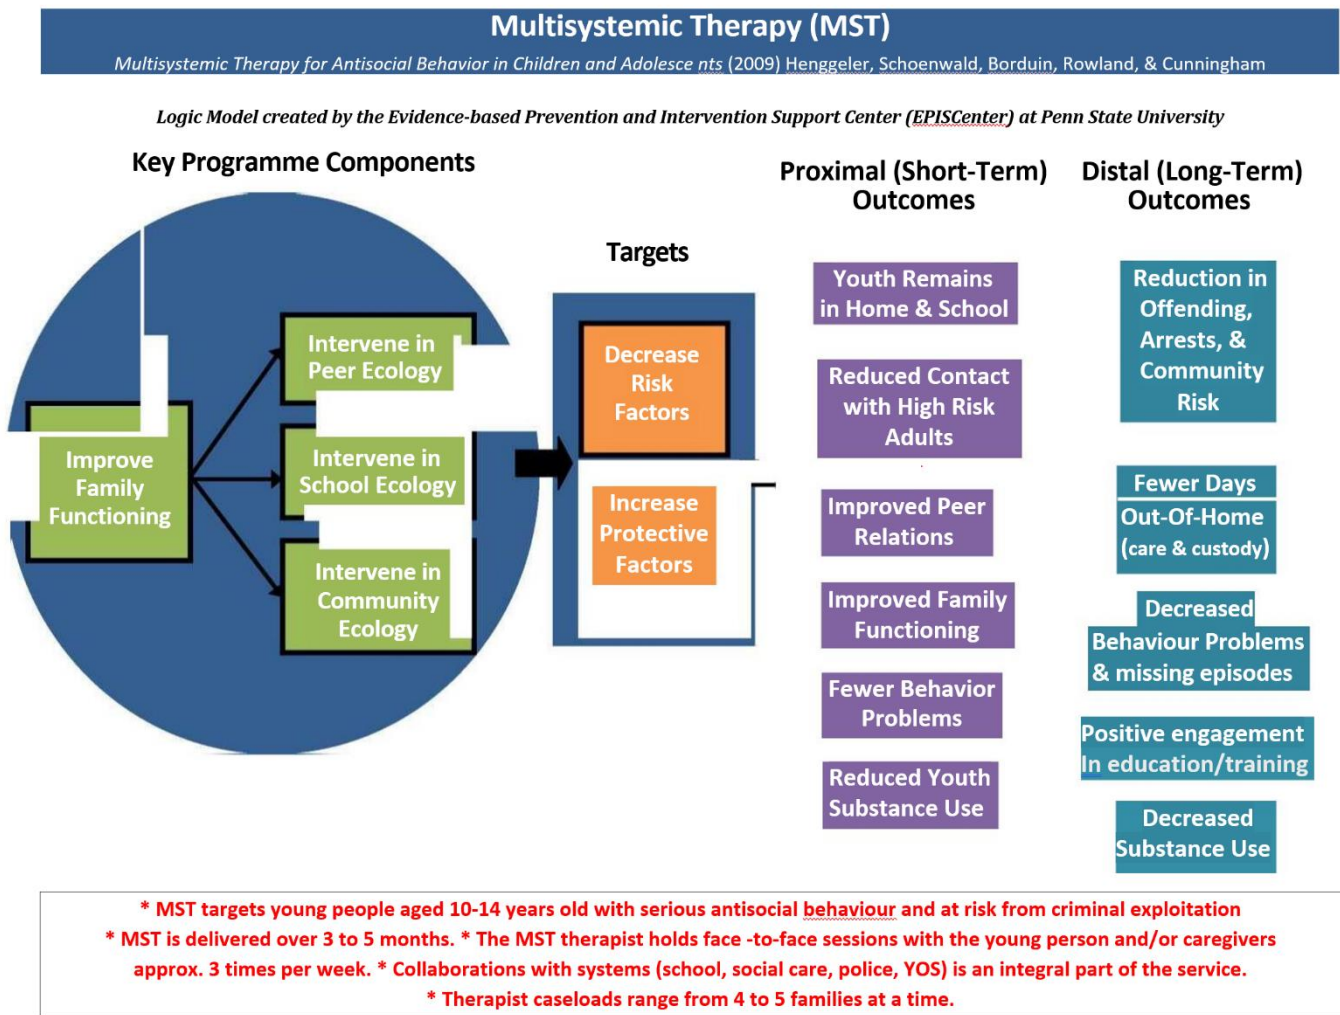 Multisystemic Therapy (MST)
Multisystemic Therapy for Antisocial Behavior in Children and Adolesce nts (2009) Henggeler, Schoenwald, Borduin, Rowland, & Cunningham
Logic Model created by the Evidence-based Prevention and Intervention Support Center (EPISCenter) at Penn State University
Key Programme Components
Improve
Family
Functioning
Intervene in
Peer Ecology
Intervene in
School Ecology
Intervene in
Community
Ecology
Targets
Decrease
Risk
Factors
Increase
Protective
Factors
Proximal (Short-Term)
Outcomes
Youth Remains
in Home & School
Reduced Contact
with High Risk
Adults
Improved Peer
Relations
Improved Family
Functioning
Fewer Behavior
Problems
Reduced Youth
Substance Use
Distal (Long-Term)
Outcomes
Reduction in
Offending,
Arrests, &
Community
Risk
Fewer Days
Out-Of-Home
(care & custody)
Decreased
Behaviour Problems
& missing episodes
Positive engagement
In education/training
Decreased
Substance Use
* MST targets young people aged 10-14 years old with serious antisocial behaviour and at risk from criminal exploitation
* MST is delivered over 3 to 5 months. * The MST therapist holds face -to-face sessions with the young person and/or caregivers
approx. 3 times per week. * Collaborations with systems (school, social care, police, YOS) is an integral part of the service.
* Therapist caseloads range from 4 to 5 families at a time.